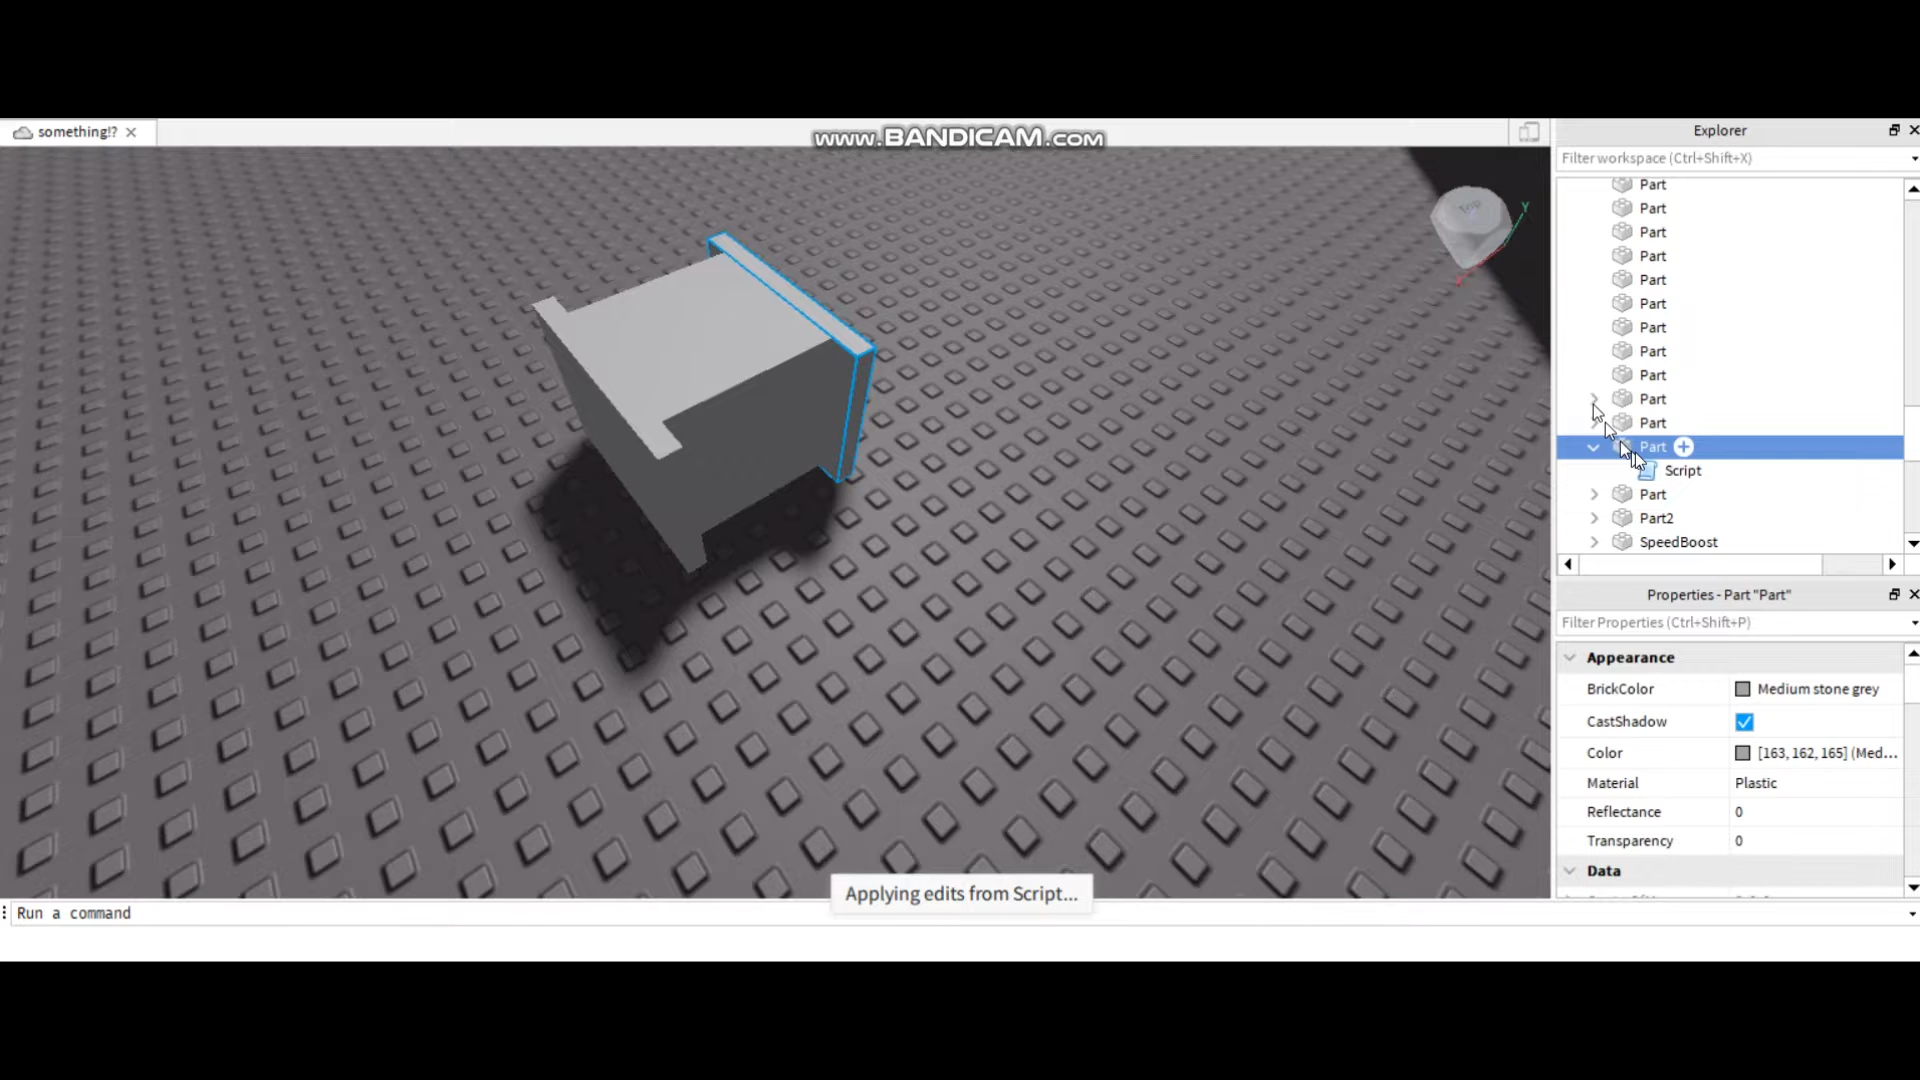 something!?
www.BANDICAM.com
Explorer
Filter workspace (Ctrl+Shift+X)
Part
Part
Part
Part
Part
Part
Part
Part
Part
Part
Part
Part
Script
Part
Part2
SpeedBoost
Top
Y
Properties - Part "Part"
Filter Properties (Ctrl+Shift+P)
Appearance
BrickColor Medium stone grey
CastShadow
Color [163, 162, 165] (Med...
Material Plastic
Reflectance 0
Transparency 0
Data
Applying edits from Script...
Run a command